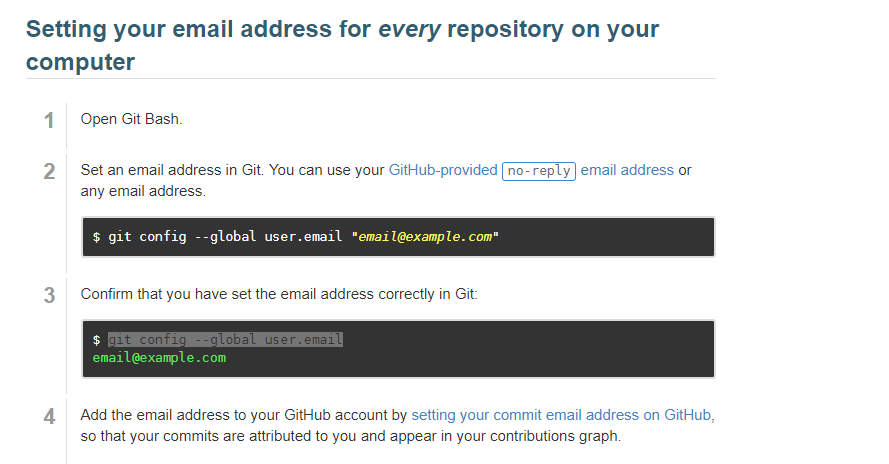 Setting your email address for every repository on your
computer
1 Open Git Bash.
2 Set an email address in Git. You can use your GitHub-provided no-reply email address or
any email address.
$ git config --global user.email "email@example.com"
3 Confirm that you have set the email address correctly in Git:
$ git config --global user.email
email@example.com
4 Add the email address to your GitHub account by setting your commit email address on GitHub,
so that your commits are attributed to you and appear in your contributions graph.